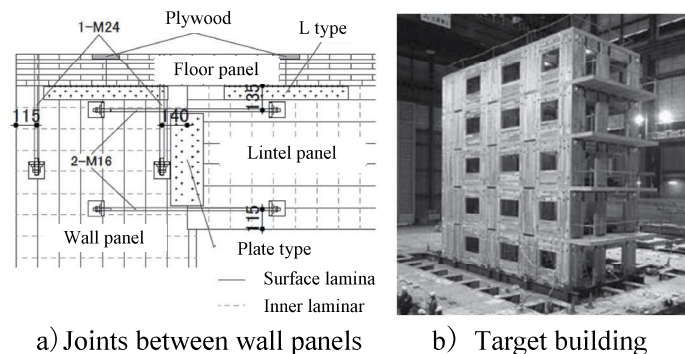 1-M24
Plywood
L type
Floor panel
115
140
135
Lintel panel
2-M16
Wall panel
115
Plate type
Surface lamina
Inner laminar
a) Joints between wall panels
b) Target building